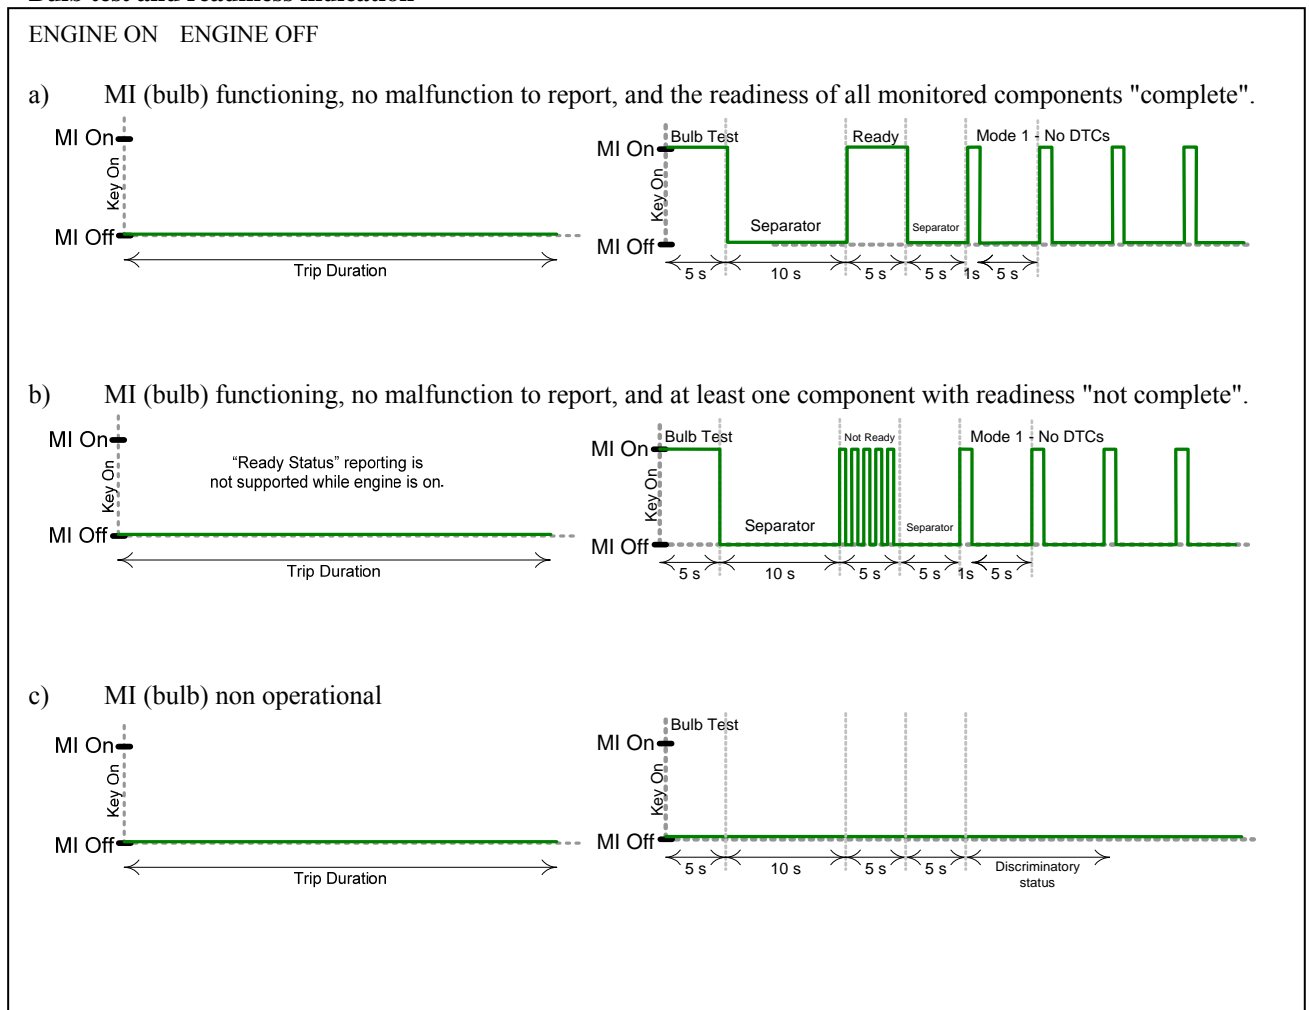 Bulb test and readiness indication
ENGINE ON ENGINE OFF
a) MI (bulb) functioning, no malfunction to report, and the readiness of all monitored components "complete".
MI On
Key On
MI Off
Trip Duration
MI On
Key On
MI Off
Bulb Test
Separator
Ready
Separator
Mode 1 - No DTCs
5 s 10 s 5 s 5 s 1s 5 s
b) MI (bulb) functioning, no malfunction to report, and at least one component with readiness "not complete".
MI On
Key On
MI Off
“Ready Status” reporting is
not supported while engine is on.
Trip Duration
MI On
Key On
MI Off
Bulb Test
Separator
Not Ready
Separator
Mode 1 - No DTCs
5 s 10 s 5 s 5 s 1s 5 s
c) MI (bulb) non operational
MI On
Key On
MI Off
Trip Duration
MI On
Key On
MI Off
Bulb Test
5 s 10 s 5 s 5 s Discriminatory
status